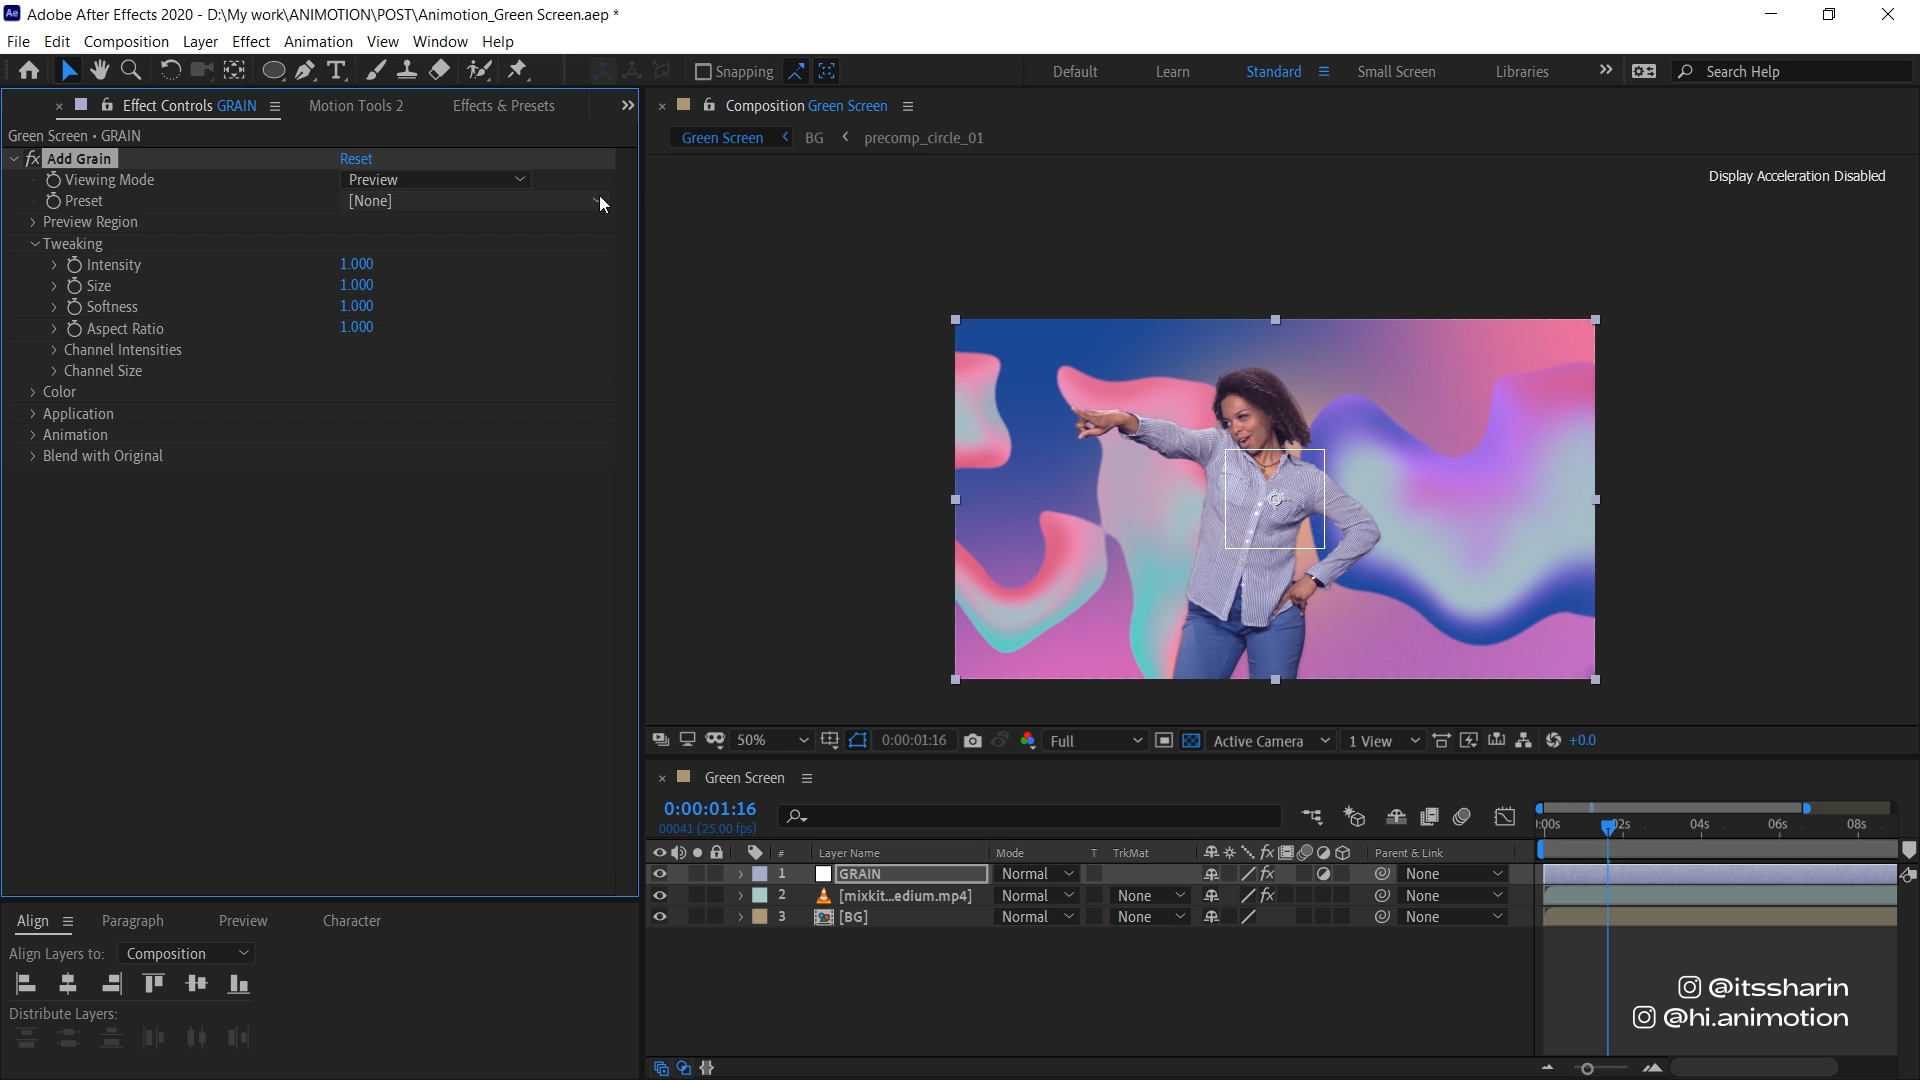 Adobe After Effects 2020 - D:\My work\ANIMOTION\POST\Animotion_Green Screen.aep *
File Edit Composition Layer Effect Animation View Window Help
Snapping
Default Learn Standard Small Screen Libraries Search Help
Effect Controls GRAIN Motion Tools 2 Effects & Presets
Composition Green Screen
Green Screen • GRAIN
Green Screen BG precomp_circle_01
fx Add Grain Reset
Display Acceleration Disabled
Viewing Mode Preview
Preset [None]
Preview Region
Tweaking
Intensity 1.000
Size 1.000
Softness 1.000
Aspect Ratio 1.000
Channel Intensities
Channel Size
Color
Application
Animation
Blend with Original
50% 0:00:01:16 Full Active Camera 1 View +0.0
Green Screen
0:00:01:16
00041 (25.00 fps)
:00s 02s 04s 06s 08s
# Layer Name Mode T TrkMat fx Parent & Link
1 GRAIN Normal fx None
2 [mixkit...edium.mp4] Normal None fx None
3 [BG] Normal None None
Align Paragraph Preview Character
Align Layers to: Composition
Distribute Layers:
@itssharin
@hi.animotion